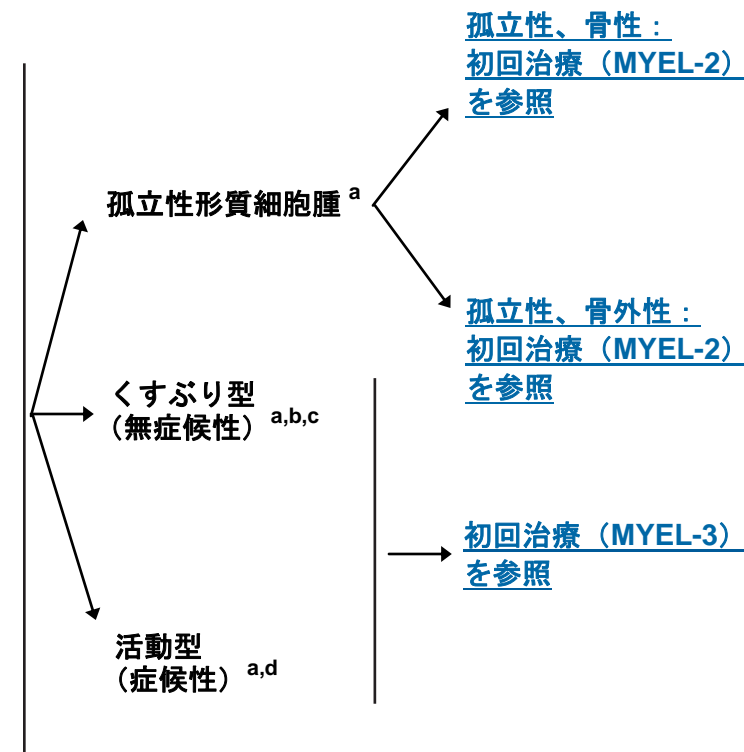 孤立性、骨性：
初回治療（MYEL-2）
を参照
孤立性形質細胞腫 a
孤立性、骨外性：
初回治療（MYEL-2）
を参照
くすぶり型
（無症候性） a,b,c
初回治療（MYEL-3）
を参照
活動型
（症候性） a,d